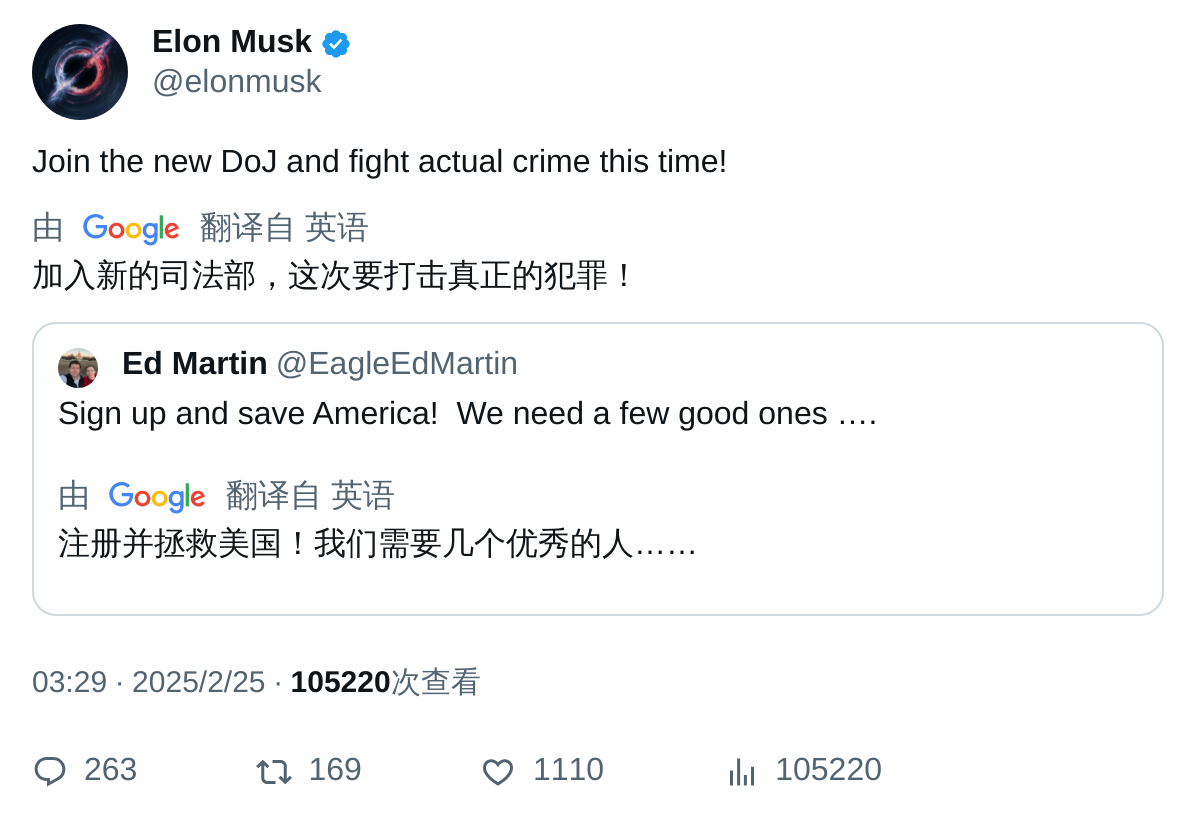 Elon Musk
@elonmusk
Join the new DoJ and fight actual crime this time!
由 Google 翻译自 英语
加入新的司法部，这次要打击真正的犯罪！
Ed Martin @EagleEdMartin
Sign up and save America!  We need a few good ones ….
由 Google 翻译自 英语
注册并拯救美国！我们需要几个优秀的人……
03:29 · 2025/2/25 · 105220次查看
263 169 1110 105220